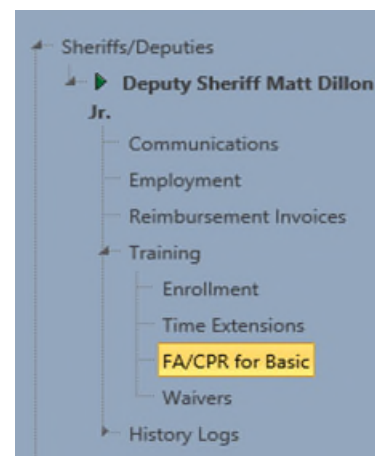 Sheriffs/Deputies
Deputy Sheriff Matt Dillon
Jr.
Communications
Employment
Reimbursement Invoices
Training
Enrollment
Time Extensions
FA/CPR for Basic
Waivers
History Logs